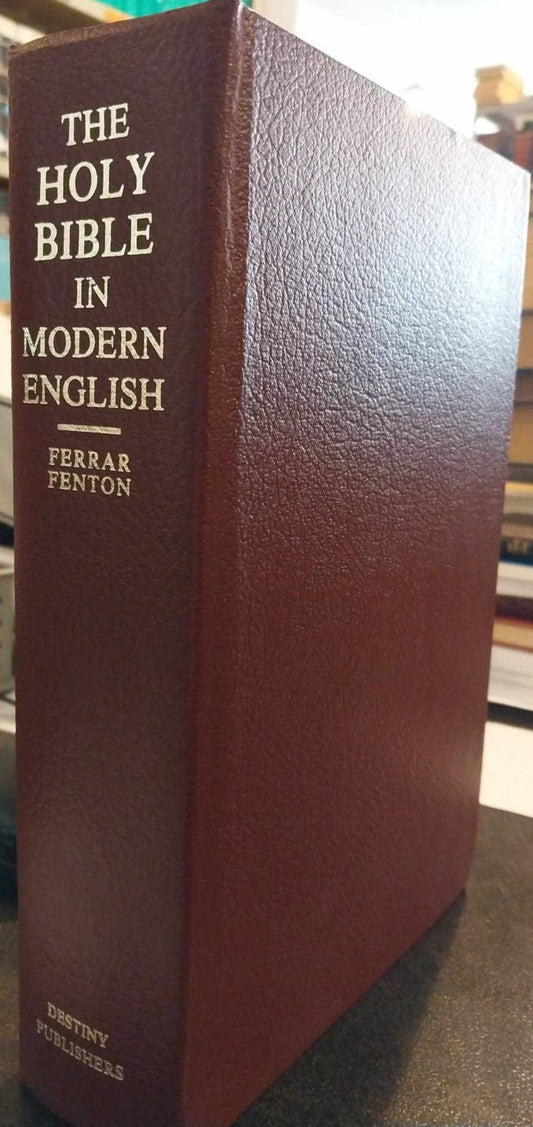 THE
HOLY
BIBLE
IN
MODERN
ENGLISH
FERRAR
FENTON
DESTINY
PUBLISHERS